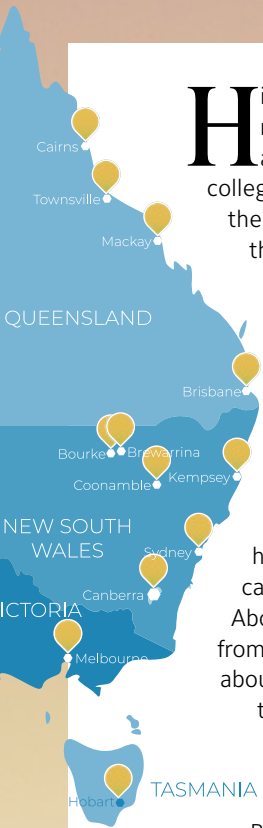 Hi
Cairns
Townsville
colleg
the
Mackay
th
QUEENSLAND
Brisbane
Bourke
Brewarrina
Kempsey
Coonamble
NEW SOUTH
WALES
Sydney
h
ca
Canberra
ICTORIA
Abo
from
Melbourne
abou
t
TASMANIA
Hobart